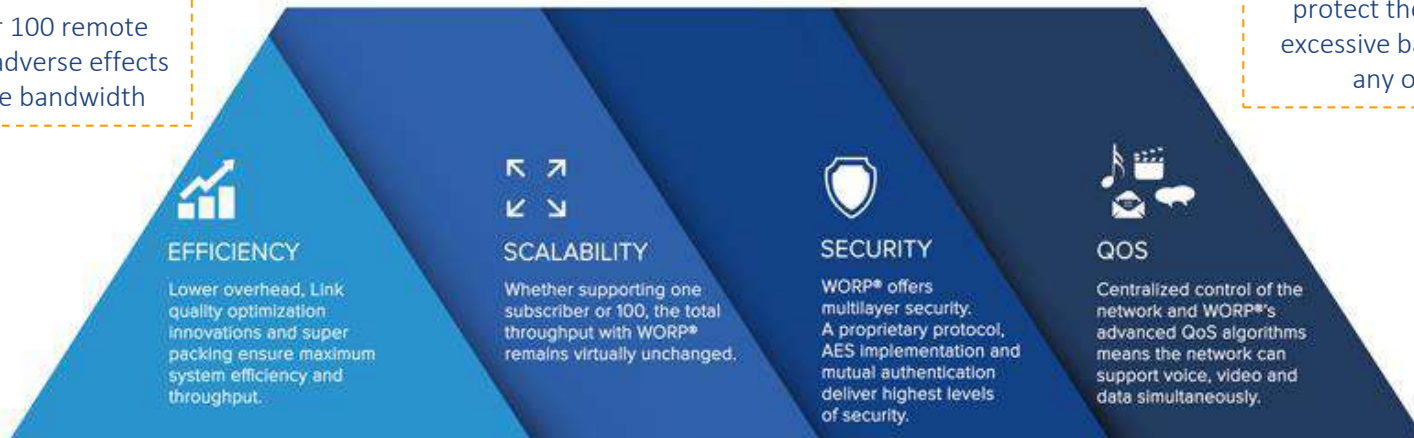 100 remote
adverse effects
bandwidth
protect the
excessive
any
EFFICIENCY
Lower overhead, Link
quality optimization
innovations and super
packing ensure maximum
system efficiency and
throughput.
SCALABILITY
Whether supporting one
subscriber or 100, the total
throughput with WORP®
remains virtually unchanged.
SECURITY
WORP® offers
multilayer security.
A proprietary protocol,
AES implementation and
mutual authentication
deliver highest levels
of security.
QOS
Centralized control of the
network and WORP®'s
advanced QoS algorithms
means the network can
support voice, video and
data simultaneously.